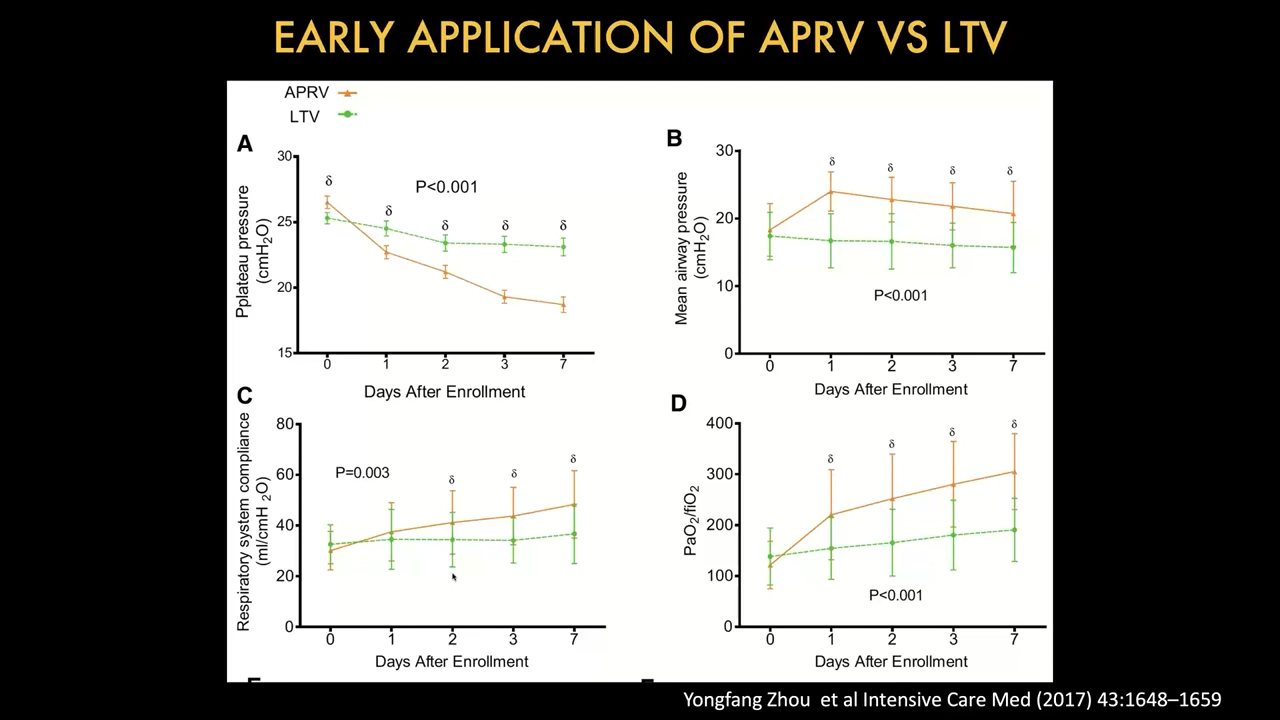 EARLY APPLICATION OF APRV VS LTV
APRV
LTV
A
30
25
20
15
Pplateau pressure
(cmH2O)
δ
δ
δ
δ
δ
P<0.001
0 1 2 3 7
Days After Enrollment
B
30
20
10
0
Mean airway pressure
(cmH2O)
δ
δ
δ
δ
P<0.001
0 1 2 3 7
Days After Enrollment
C
80
60
40
20
0
Respiratory system compliance
(ml/cmH 2O)
P=0.003
δ
δ
δ
0 1 2 3 7
Days After Enrollment
D
400
300
200
100
0
PaO2/fiO2
δ
δ
δ
δ
P<0.001
0 1 2 3 7
Days After Enrollment
Yongfang Zhou et al Intensive Care Med (2017) 43:1648–1659